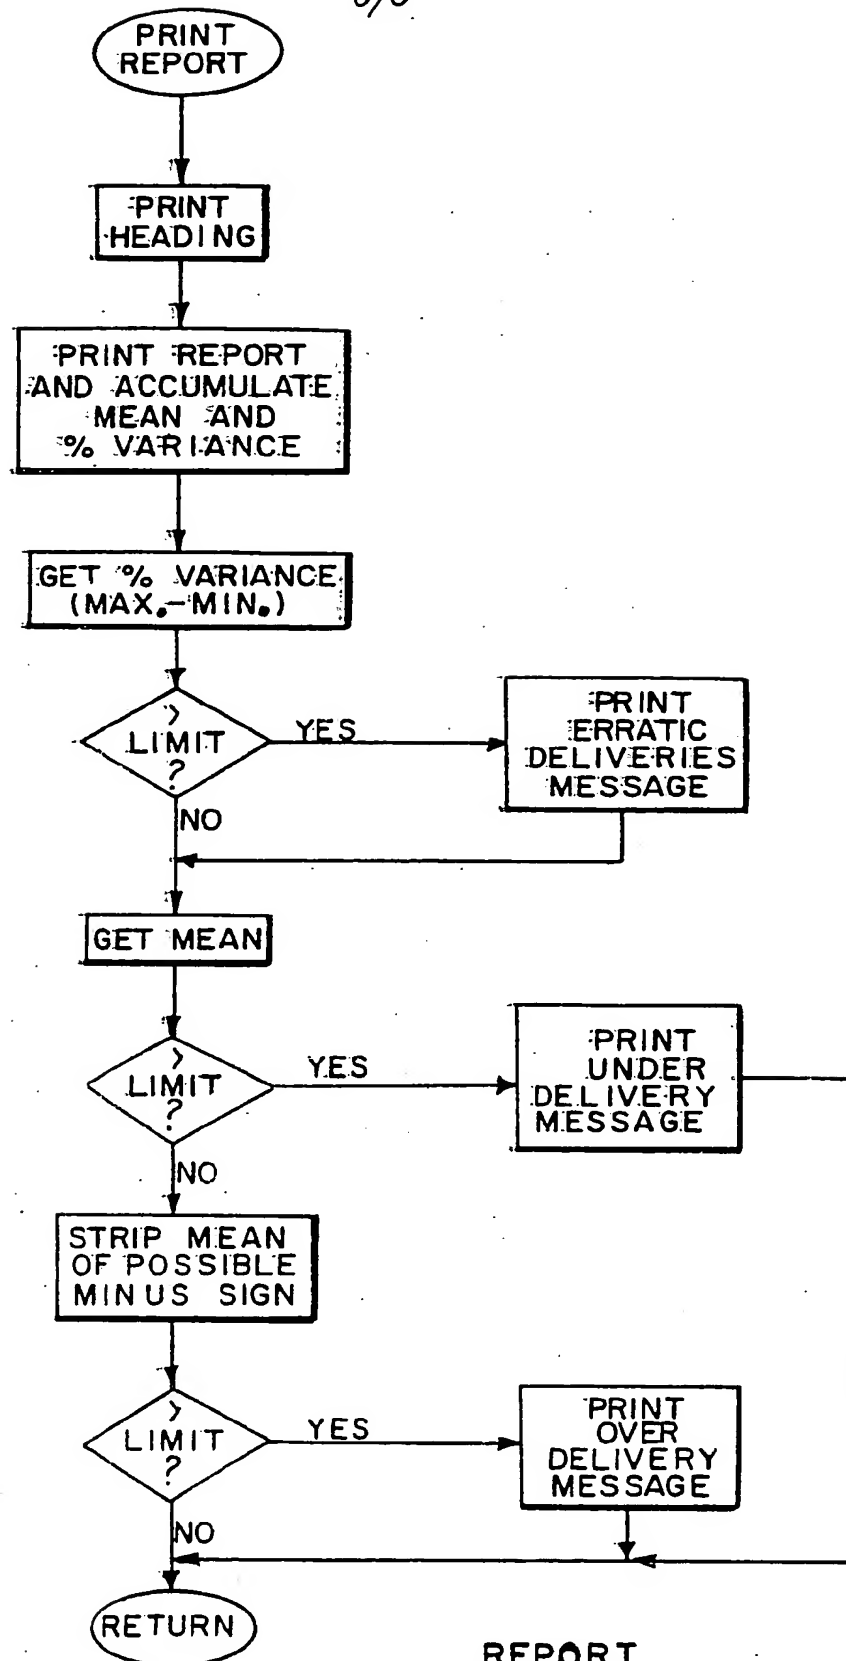 PRINT
REPORT
PRINT
HEADING
PRINT REPORT
AND ACCUMULATE
MEAN AND
% VARIANCE
GET % VARIANCE
(MAX.-MIN.)
>
LIMIT
?
YES
PRINT
ERRATIC
DELIVERIES
MESSAGE
NO
GET MEAN
>
LIMIT
?
YES
PRINT
UNDER
DELIVERY
MESSAGE
NO
STRIP MEAN
OF POSSIBLE
MINUS SIGN
>
LIMIT
?
YES
PRINT
OVER
DELIVERY
MESSAGE
NO
RETURN
REPORT